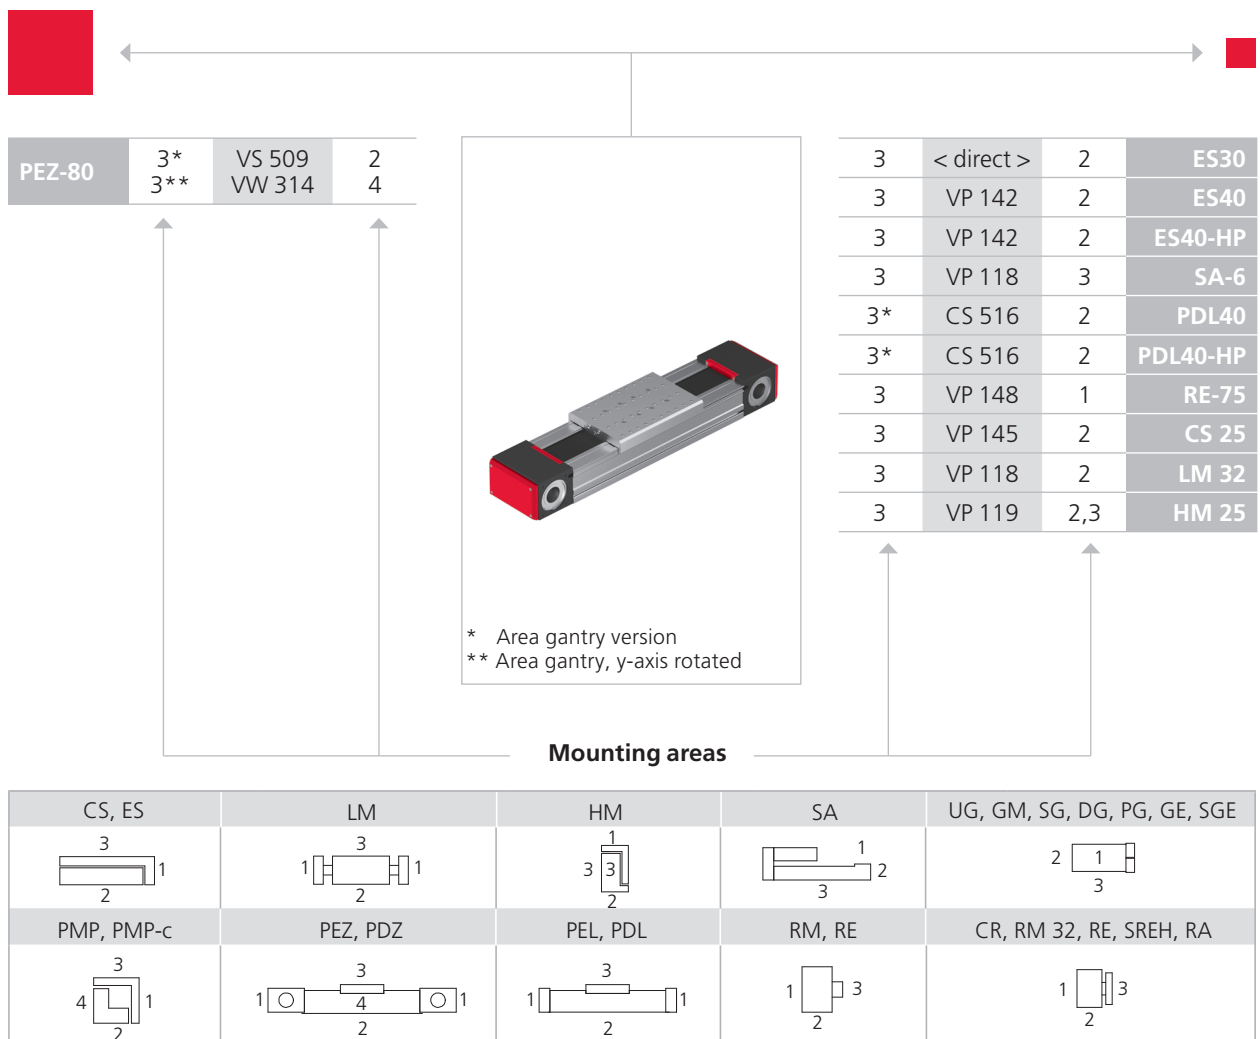 PEZ-80 3* VS 509 2
3** VW 314 4
3 < direct > 2 ES30
3 VP 142 2 ES40
3 VP 142 2 ES40-HP
3 VP 118 3 SA-6
3* CS 516 2 PDL40
3* CS 516 2 PDL40-HP
3 VP 148 1 RE-75
3 VP 145 2 CS 25
3 VP 118 2 LM 32
3 VP 119 2,3 HM 25
* Area gantry version
** Area gantry, y-axis rotated
Mounting areas
CS, ES LM HM SA UG, GM, SG, DG, PG, GE, SGE
3
1
2
3
1 1
2
1
3 3
2
1
2
3
2 1
3
PMP, PMP-c PEZ, PDZ PEL, PDL RM, RE CR, RM 32, RE, SREH, RA
3
4 1
2
3
1 4 1
2
3
1 1
2
1 3
2
1 3
2